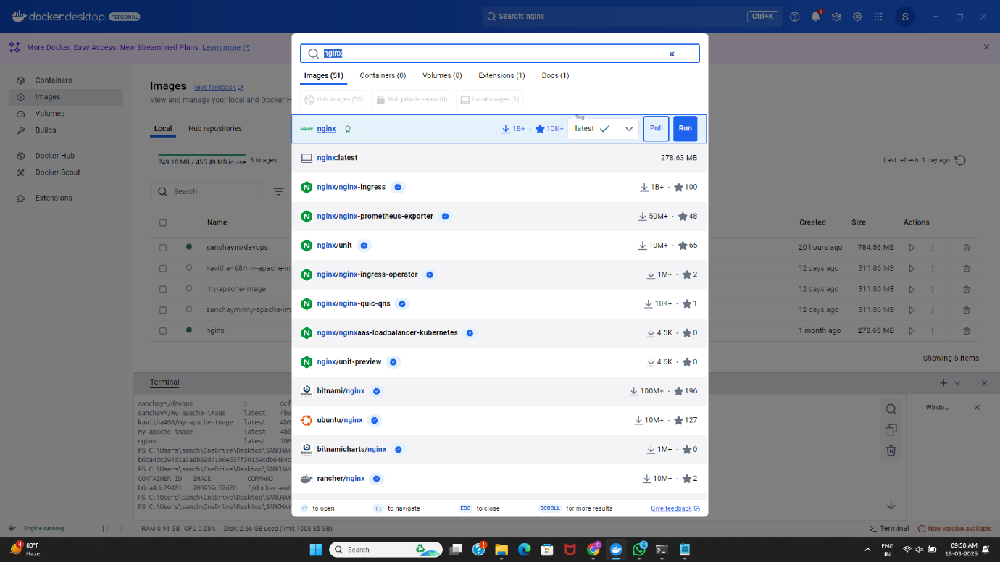 docker.desktop PERSONAL
Search: nginx Ctrl+K
1
S
More Docker. Easy Access. New Streamlined Plans. Learn more
Containers
Images
Volumes
Builds
Docker Hub
Docker Scout
Extensions
Images Give feedback
View and manage your local and Docker H
Local Hub repositories
749.18 MB / 455.49 MB in use 3 images
Last refresh: 1 day ago
Search
Name Created Size Actions
sanchaym/devops 20 hours ago 784.56 MB
kavitha468/my-apache-im 12 days ago 311.86 MB
my-apache-image 12 days ago 311.86 MB
sanchaym/my-apache-ima 12 days ago 311.86 MB
nginx 1 month ago 278.63 MB
Showing 5 items
nginx
Images (51) Containers (0) Volumes (0) Extensions (1) Docs (1)
Hub images (50) Hub private repos (0) Local images (1)
NGINX nginx 1B+ · 10K+ Tag latest Pull Run
nginx:latest 278.63 MB
nginx/nginx-ingress 1B+ · 100
nginx/nginx-prometheus-exporter 50M+ · 48
nginx/unit 10M+ · 65
nginx/nginx-ingress-operator 1M+ · 2
nginx/nginx-quic-qns 10K+ · 1
nginx/nginxaas-loadbalancer-kubernetes 4.5K · 0
nginx/unit-preview 4.6K · 0
bitnami/nginx 100M+ · 196
ubuntu/nginx 10M+ · 127
bitnamicharts/nginx 1M+ · 0
rancher/nginx 10M+ · 2
to open to navigate ESC to close SCROLL for more results Give feedback
Terminal
sanchaym/devops 1 6cf
sanchaym/my-apache-image latest 4b0
kavitha468/my-apache-image latest 4b0
my-apache-image latest 4b0
nginx latest 706
PS C:\Users\sanch\OneDrive\Desktop\SANCHAY
b6ca4dc29401a7a8b82d7196e557f59159cdb6484c
PS C:\Users\sanch\OneDrive\Desktop\SANCHAY
CONTAINER ID IMAGE COMMAND
b6ca4dc29401 706959c57d76 "/docker-ent
PS C:\Users\sanch\OneDrive\Desktop\SANCHAY
PS C:\Users\sanch\OneDrive\Desktop\SANCHAY
Windo...
Engine running RAM 0.91 GB CPU 0.08% Disk: 2.66 GB used (limit 1006.85 GB) Terminal New version available
4 83°F
Haze
Search
8
6
ENG
IN
09:58 AM
18-03-2025